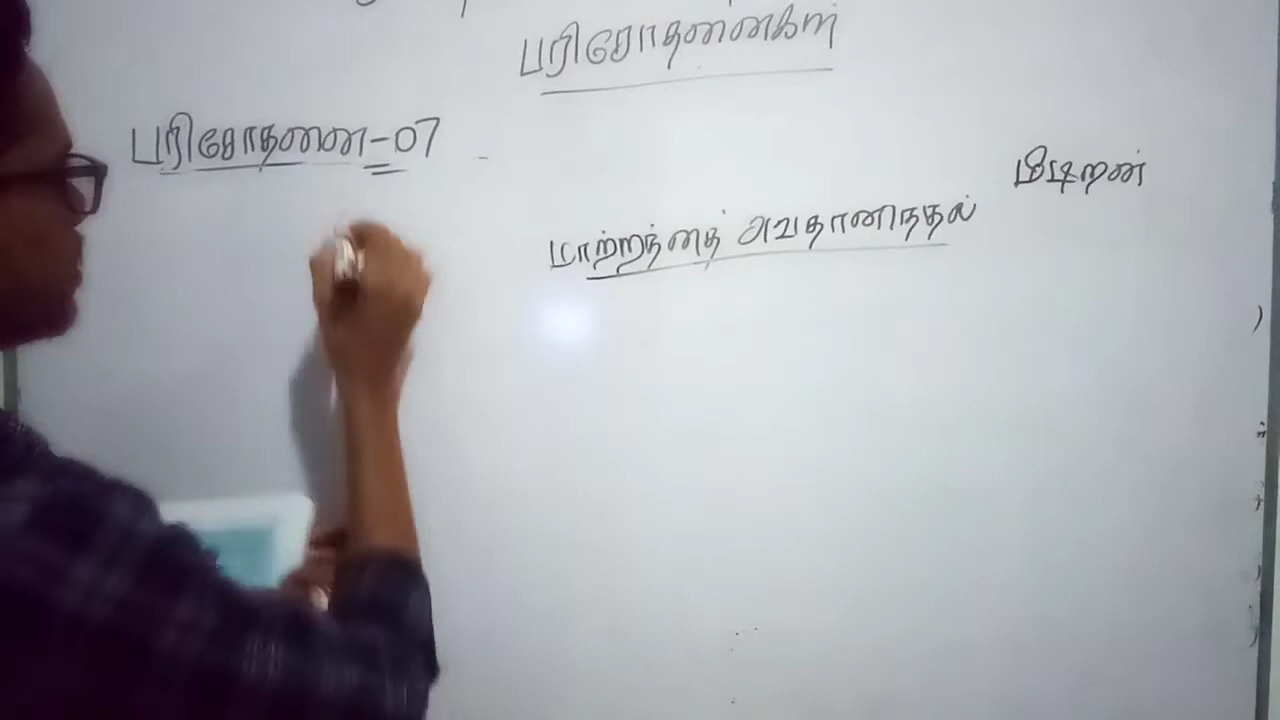 பரிசோதனைகள்
பரிசோதனை-07
மாற்றத்தை அவதானித்தல்